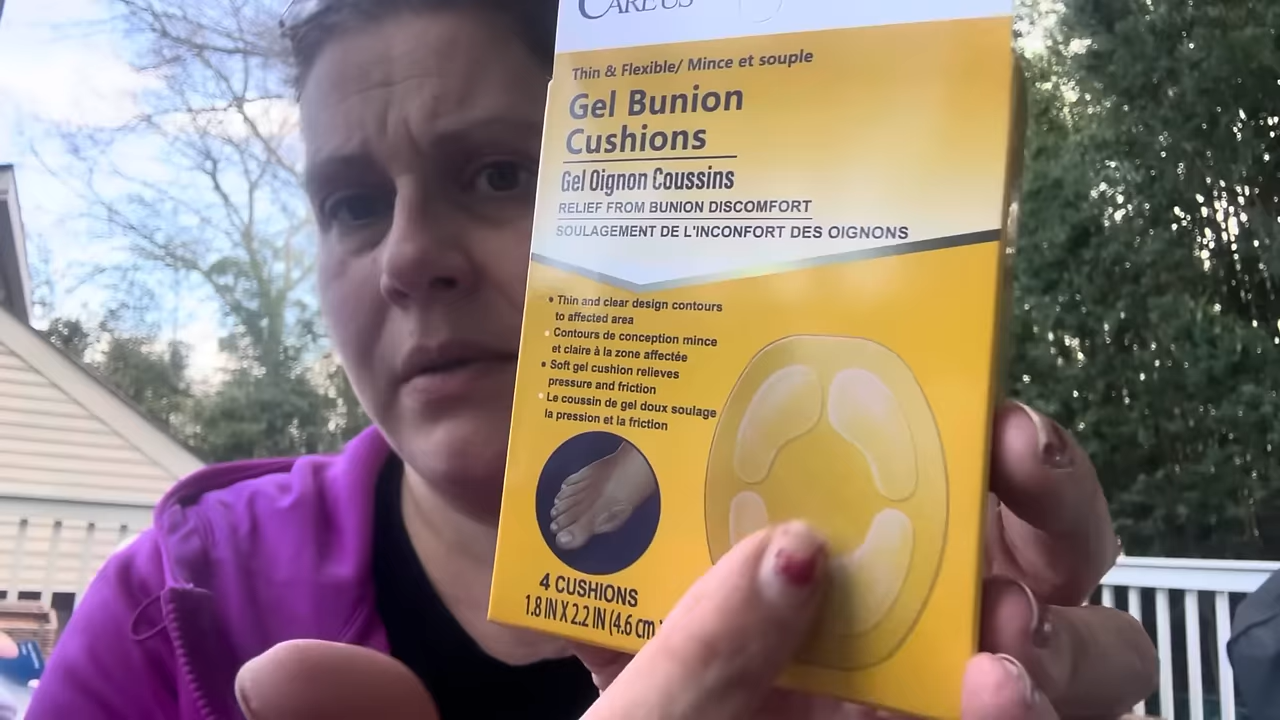 CARE US
Thin & Flexible/ Mince et souple
Gel Bunion
Cushions
Gel Oignon Coussins
RELIEF FROM BUNION DISCOMFORT
SOULAGEMENT DE L'INCONFORT DES OIGNONS
• Thin and clear design contours
to affected area
• Contours de conception mince
et claire à la zone affectée
• Soft gel cushion relieves
pressure and friction
• Le coussin de gel doux soulage
la pression et la friction
4 CUSHIONS
1.8 IN X 2.2 IN (4.6 cm